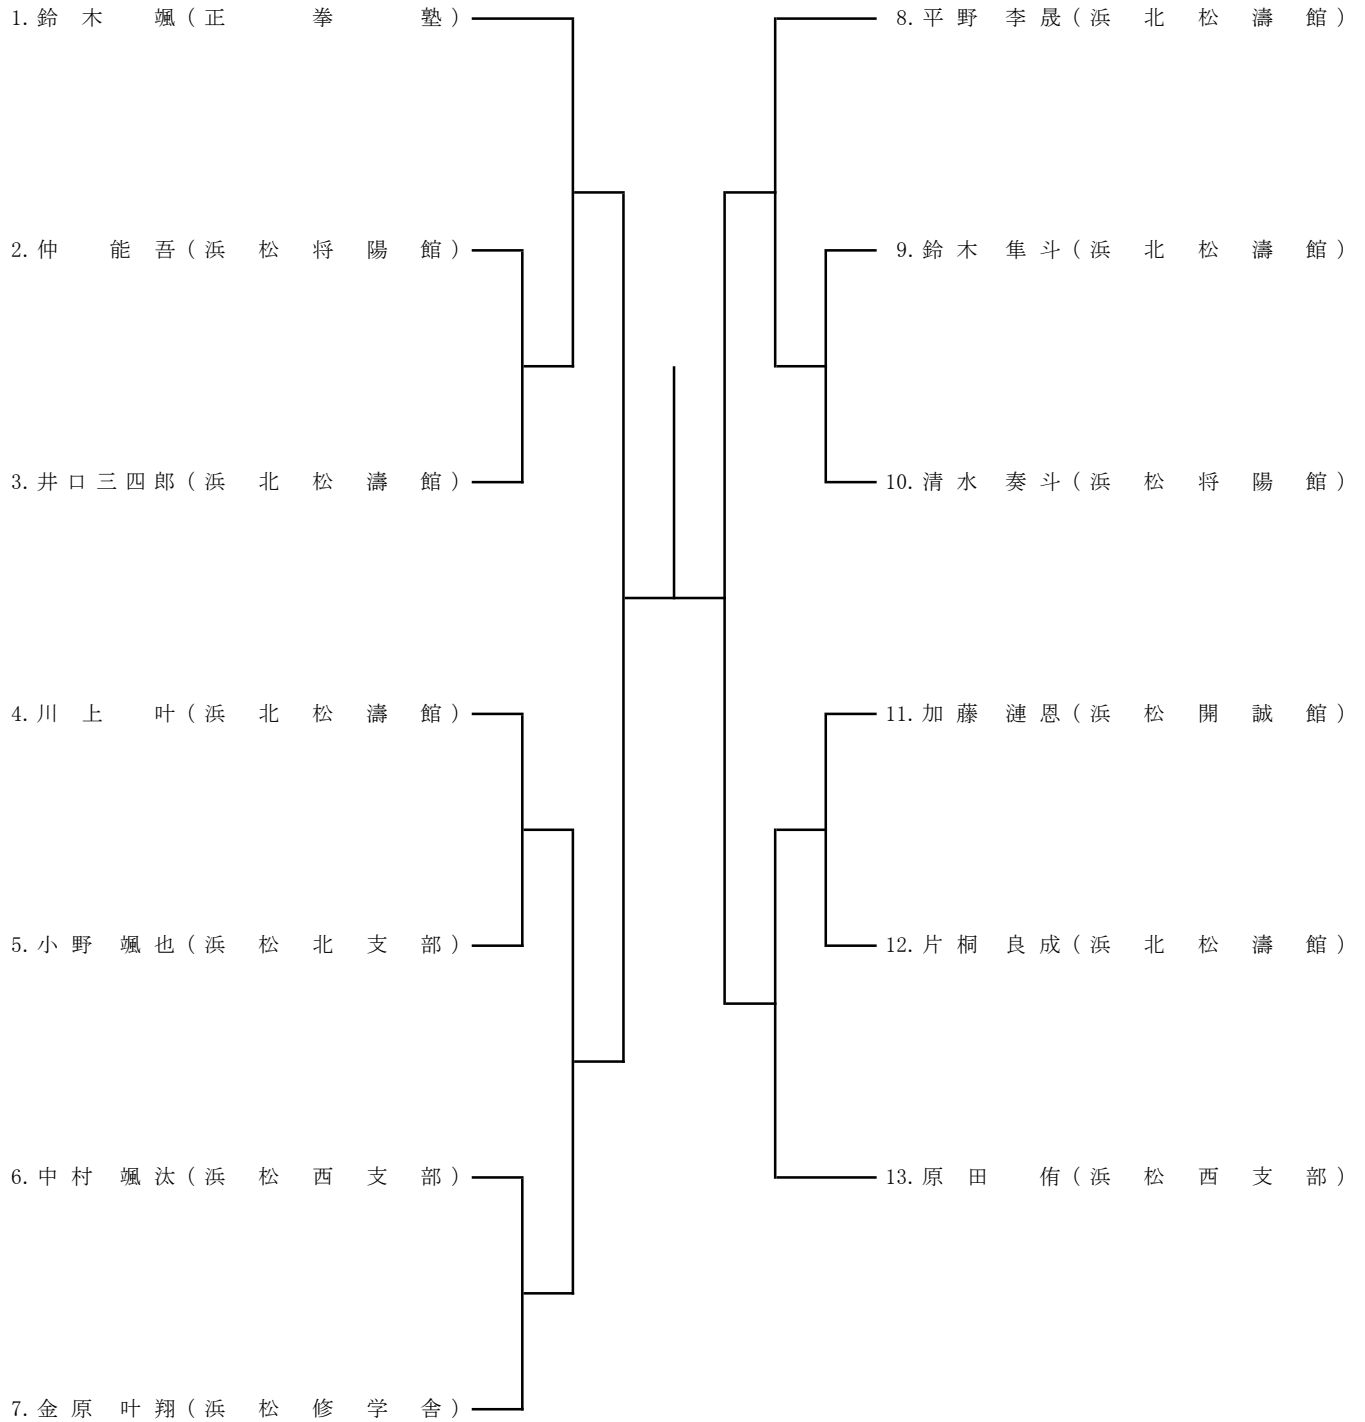 1. 鈴木 颯(正拳塾)
2. 仲 能吾(浜松将陽館)
3. 井口三四郎(浜北松濤館)
4. 川上 叶(浜北松濤館)
5. 小野 颯也(浜松北支部)
6. 中村 颯汰(浜松西支部)
7. 金原 叶翔(浜松修学舎)
8. 平野 李晟(浜北松濤館)
9. 鈴木 隼斗(浜北松濤館)
10. 清水 奏斗(浜松将陽館)
11. 加藤 漣恩(浜松開誠館)
12. 片桐 良成(浜北松濤館)
13. 原田 侑(浜松西支部)